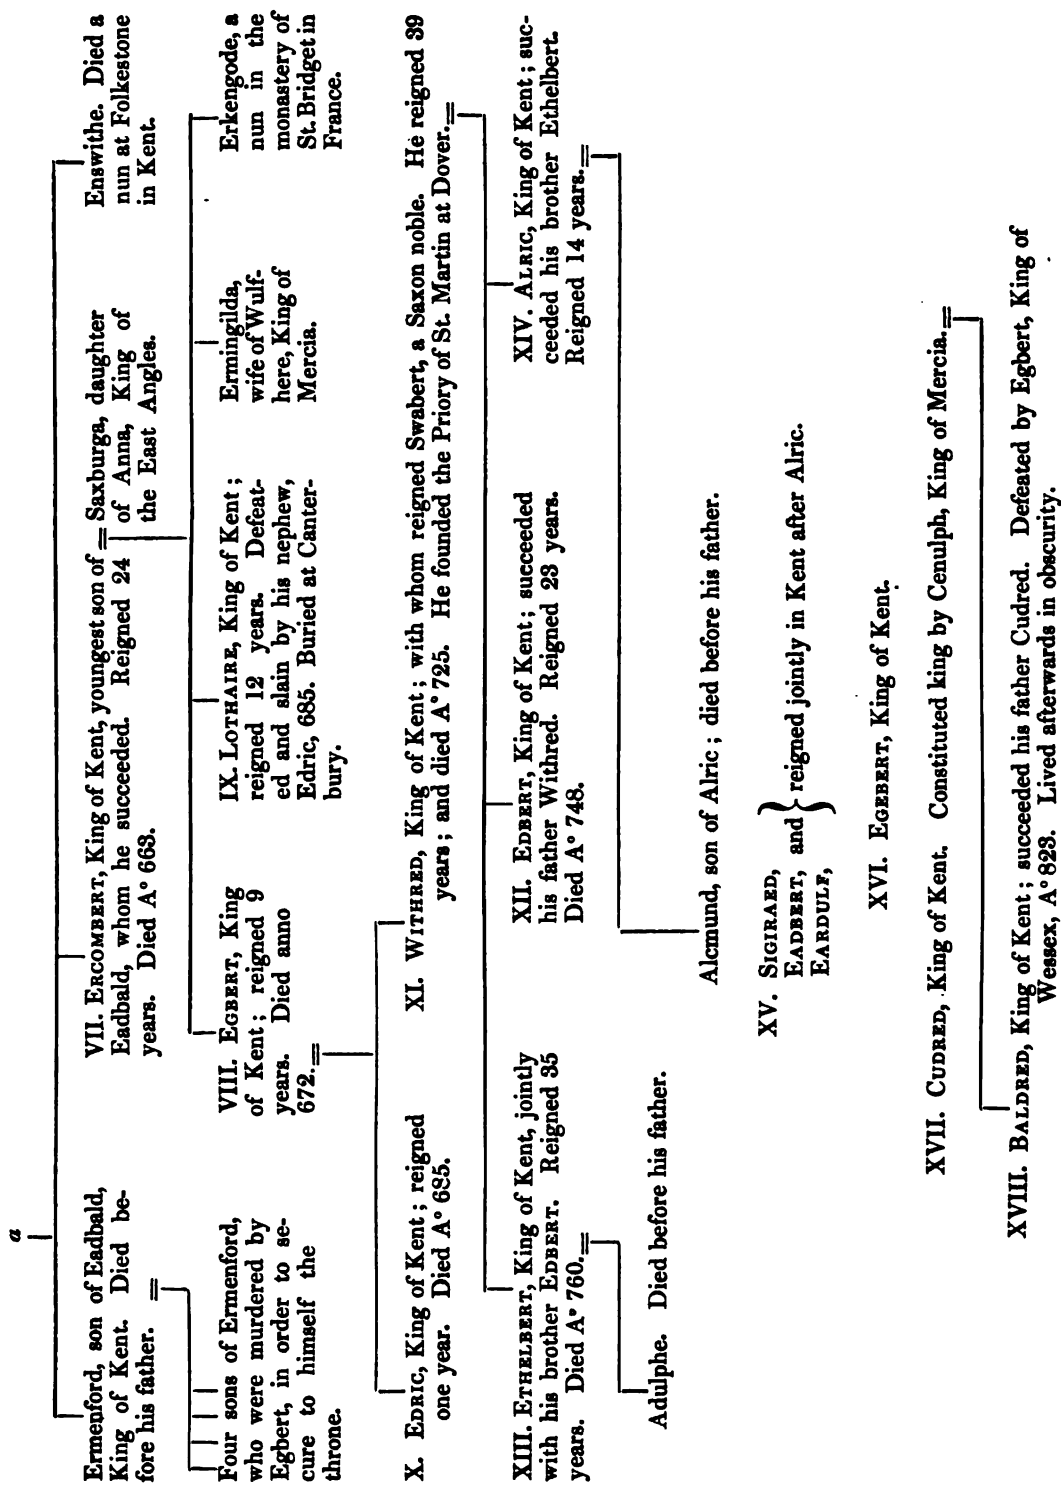 a
Ermenford, son of Eadbald,
King of Kent. Died be-
fore his father. =
VII. ERCOMBERT, King of Kent, youngest son of =
Eadbald, whom he succeeded. Reigned 24
years. Died A° 663.
Saxburga, daughter
of Anna, King of
the East Angles.
Enswithe. Died a
nun at Folkestone
in Kent.
Four sons of Ermenford,
who were murdered by
Egbert, in order to se-
cure to himself the
throne.
VIII. EGBERT, King
of Kent; reigned 9
years. Died anno
672. =
IX. LOTHAIRE, King of Kent;
reigned 12 years. Defeat-
ed and slain by his nephew,
Edric, 685. Buried at Canter-
bury.
Ermingilda,
wife of Wulf-
here, King of
Mercia.
Erkengode, a
nun in the
monastery of
St. Bridget in
France.
X. EDRIC, King of Kent; reigned
one year. Died A° 685.
XI. WITHRED, King of Kent; with whom reigned Swabert, a Saxon noble. He reigned 39
years; and died A° 725. He founded the Priory of St. Martin at Dover. =
XIII. ETHELBERT, King of Kent, jointly
with his brother EDBERT. Reigned 35
years. Died A° 760. =
XII. EDBERT, King of Kent; succeeded
his father Withred. Reigned 23 years.
Died A° 748.
XIV. ALRIC, King of Kent; suc-
ceeded his brother Ethelbert.
Reigned 14 years. =
Adulphe. Died before his father.
Alcmund, son of Alric; died before his father.
XV. SIGIRAED,
EADBERT, and } reigned jointly in Kent after Alric.
EARDULF,
XVI. EGEBERT, King of Kent.
XVII. CUDRED, King of Kent. Constituted king by Cenulph, King of Mercia. =
XVIII. BALDRED, King of Kent; succeeded his father Cudred. Defeated by Egbert, King of
Wessex, A° 823. Lived afterwards in obscurity.